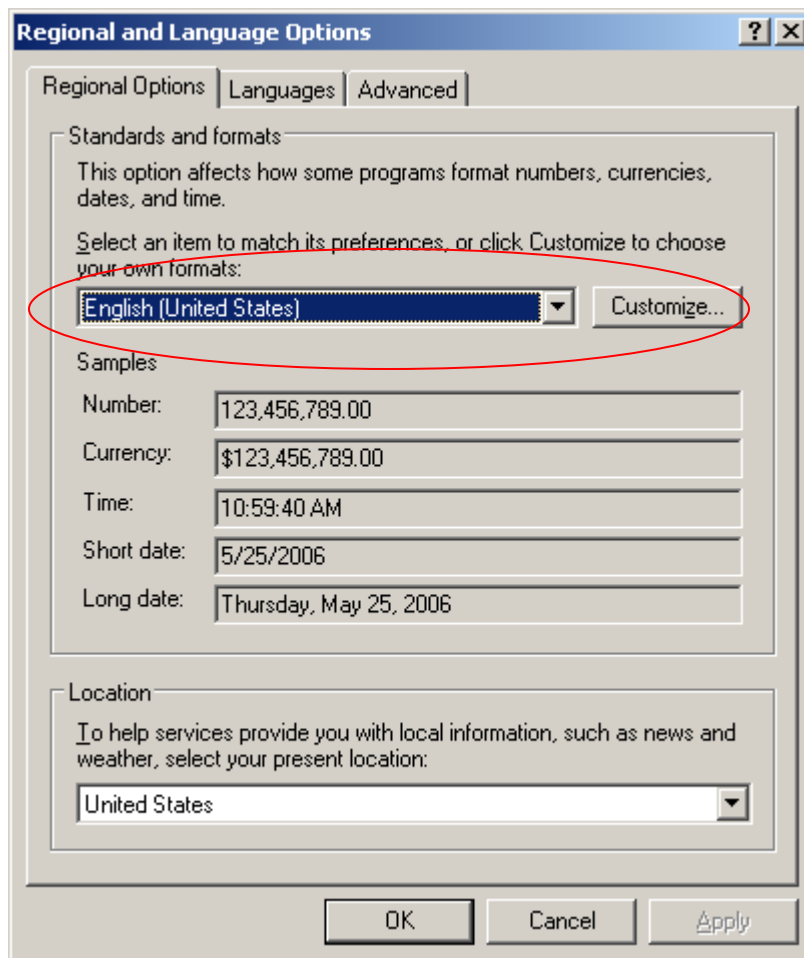 Regional and Language Options
Regional Options Languages Advanced
Standards and formats
This option affects how some programs format numbers, currencies,
dates, and time.
Select an item to match its preferences, or click Customize to choose
your own formats:
English (United States) Customize...
Samples
Number: 123,456,789.00
Currency: $123,456,789.00
Time: 10:59:40 AM
Short date: 5/25/2006
Long date: Thursday, May 25, 2006
Location
To help services provide you with local information, such as news and
weather, select your present location:
United States
OK Cancel Apply